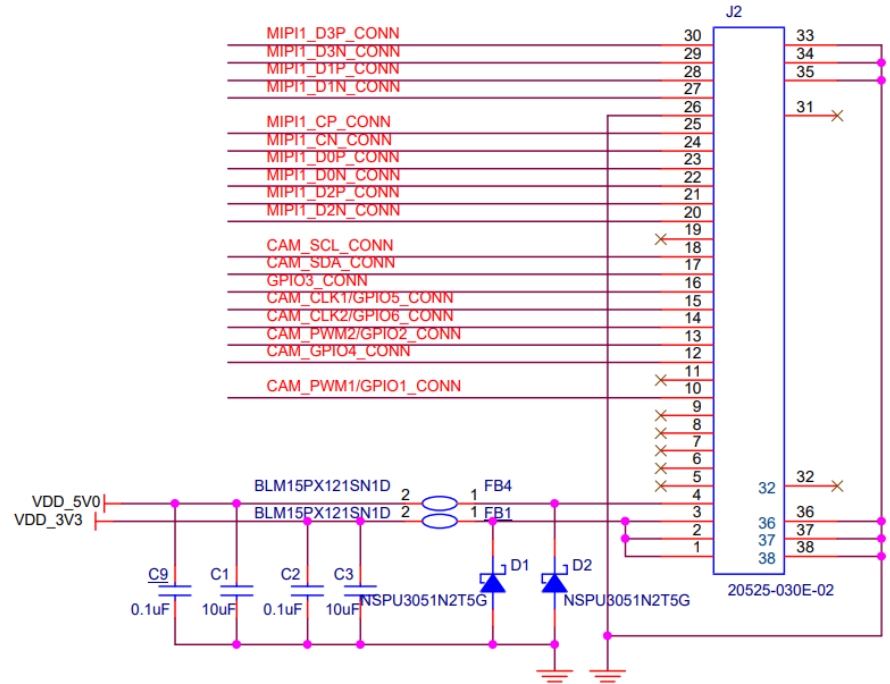 J2
MIPI1_D3P_CONN 30 33
MIPI1_D3N_CONN 29 34
MIPI1_D1P_CONN 28 35
MIPI1_D1N_CONN 27
26 31
MIPI1_CP_CONN 25
MIPI1_CN_CONN 24
MIPI1_D0P_CONN 23
MIPI1_D0N_CONN 22
MIPI1_D2P_CONN 21
MIPI1_D2N_CONN 20
19
CAM_SCL_CONN 18
CAM_SDA_CONN 17
GPIO3_CONN 16
CAM_CLK1/GPIO5_CONN 15
CAM_CLK2/GPIO6_CONN 14
CAM_PWM2/GPIO2_CONN 13
CAM_GPIO4_CONN 12
11
CAM_PWM1/GPIO1_CONN 10
9
8
7
6
5 32 32
VDD_5V0 BLM15PX121SN1D 2 1 FB4 4
VDD_3V3 BLM15PX121SN1D 2 1 FB1 3 36 36
2 37 37
1 38 38
C9 C1 C2 C3 D1 D2
0.1uF 10uF 0.1uF 10uF NSPU3051N2T5G NSPU3051N2T5G
20525-030E-02